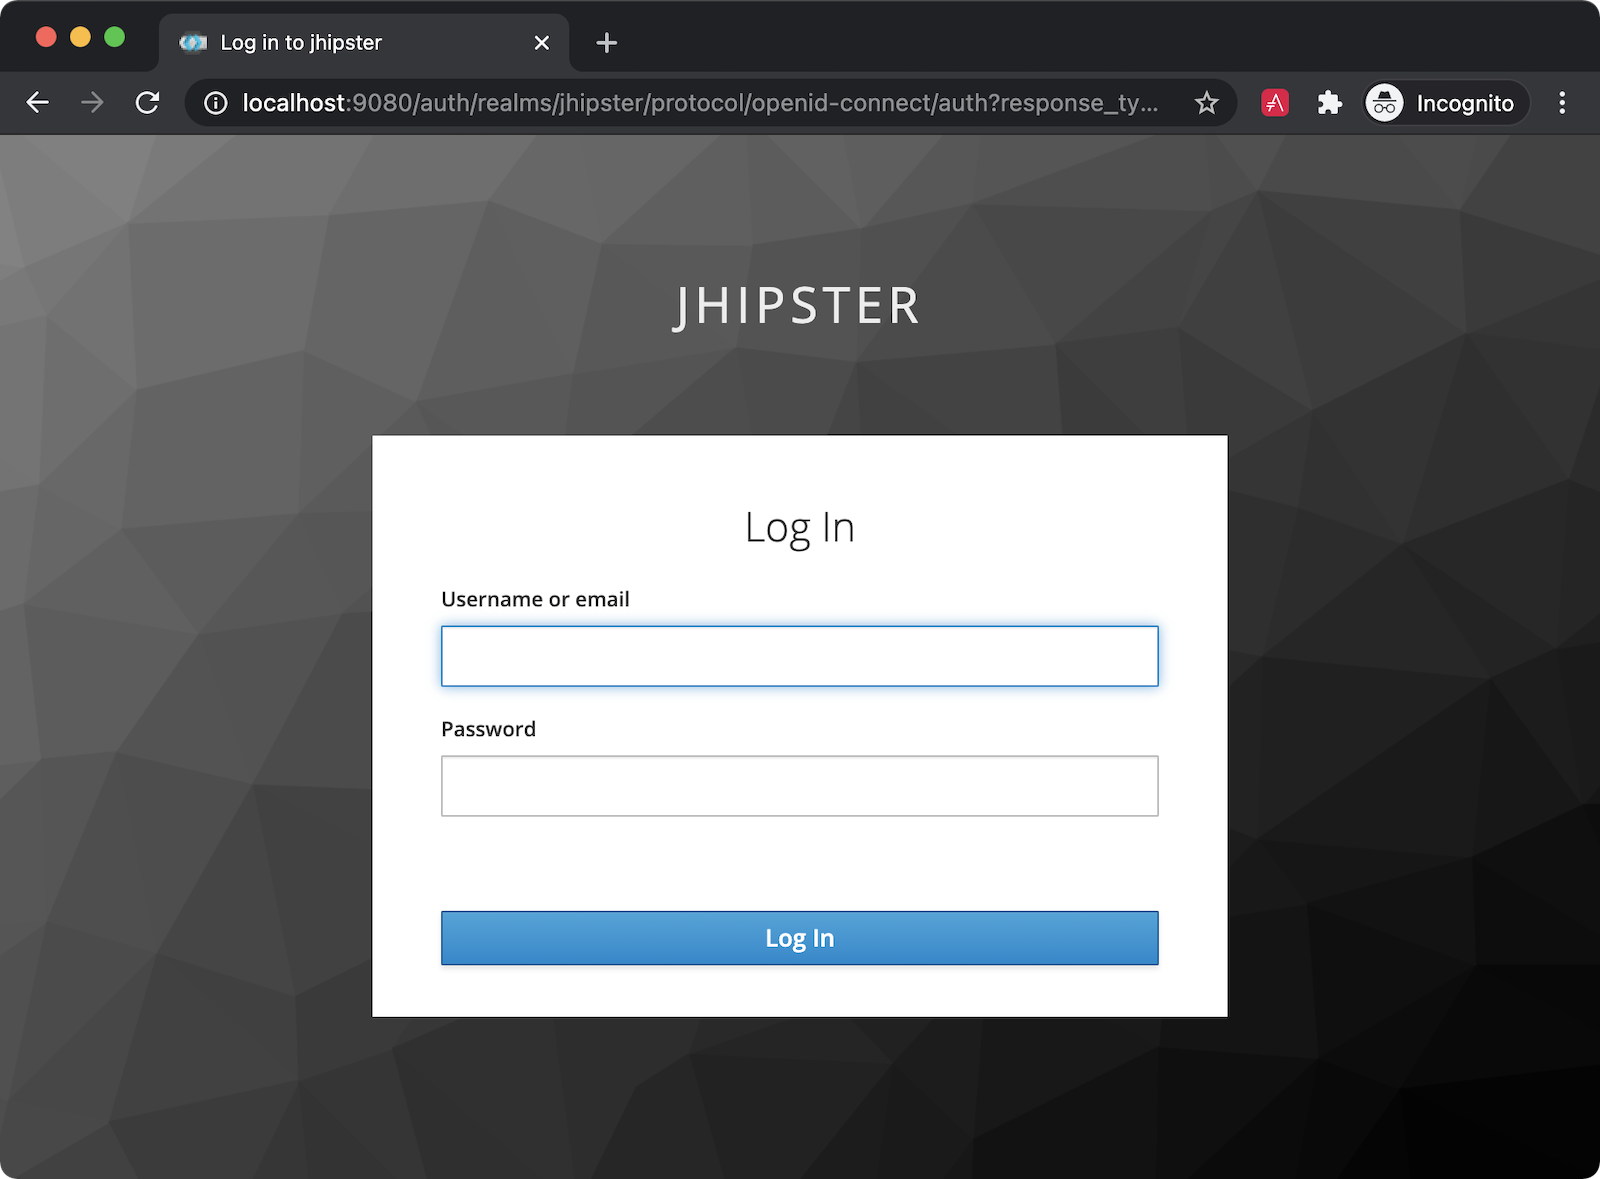 Log in to jhipster
localhost:9080/auth/realms/jhipster/protocol/openid-connect/auth?response_ty...
Incognito
JHIPSTER
Log In
Username or email
Password
Log In